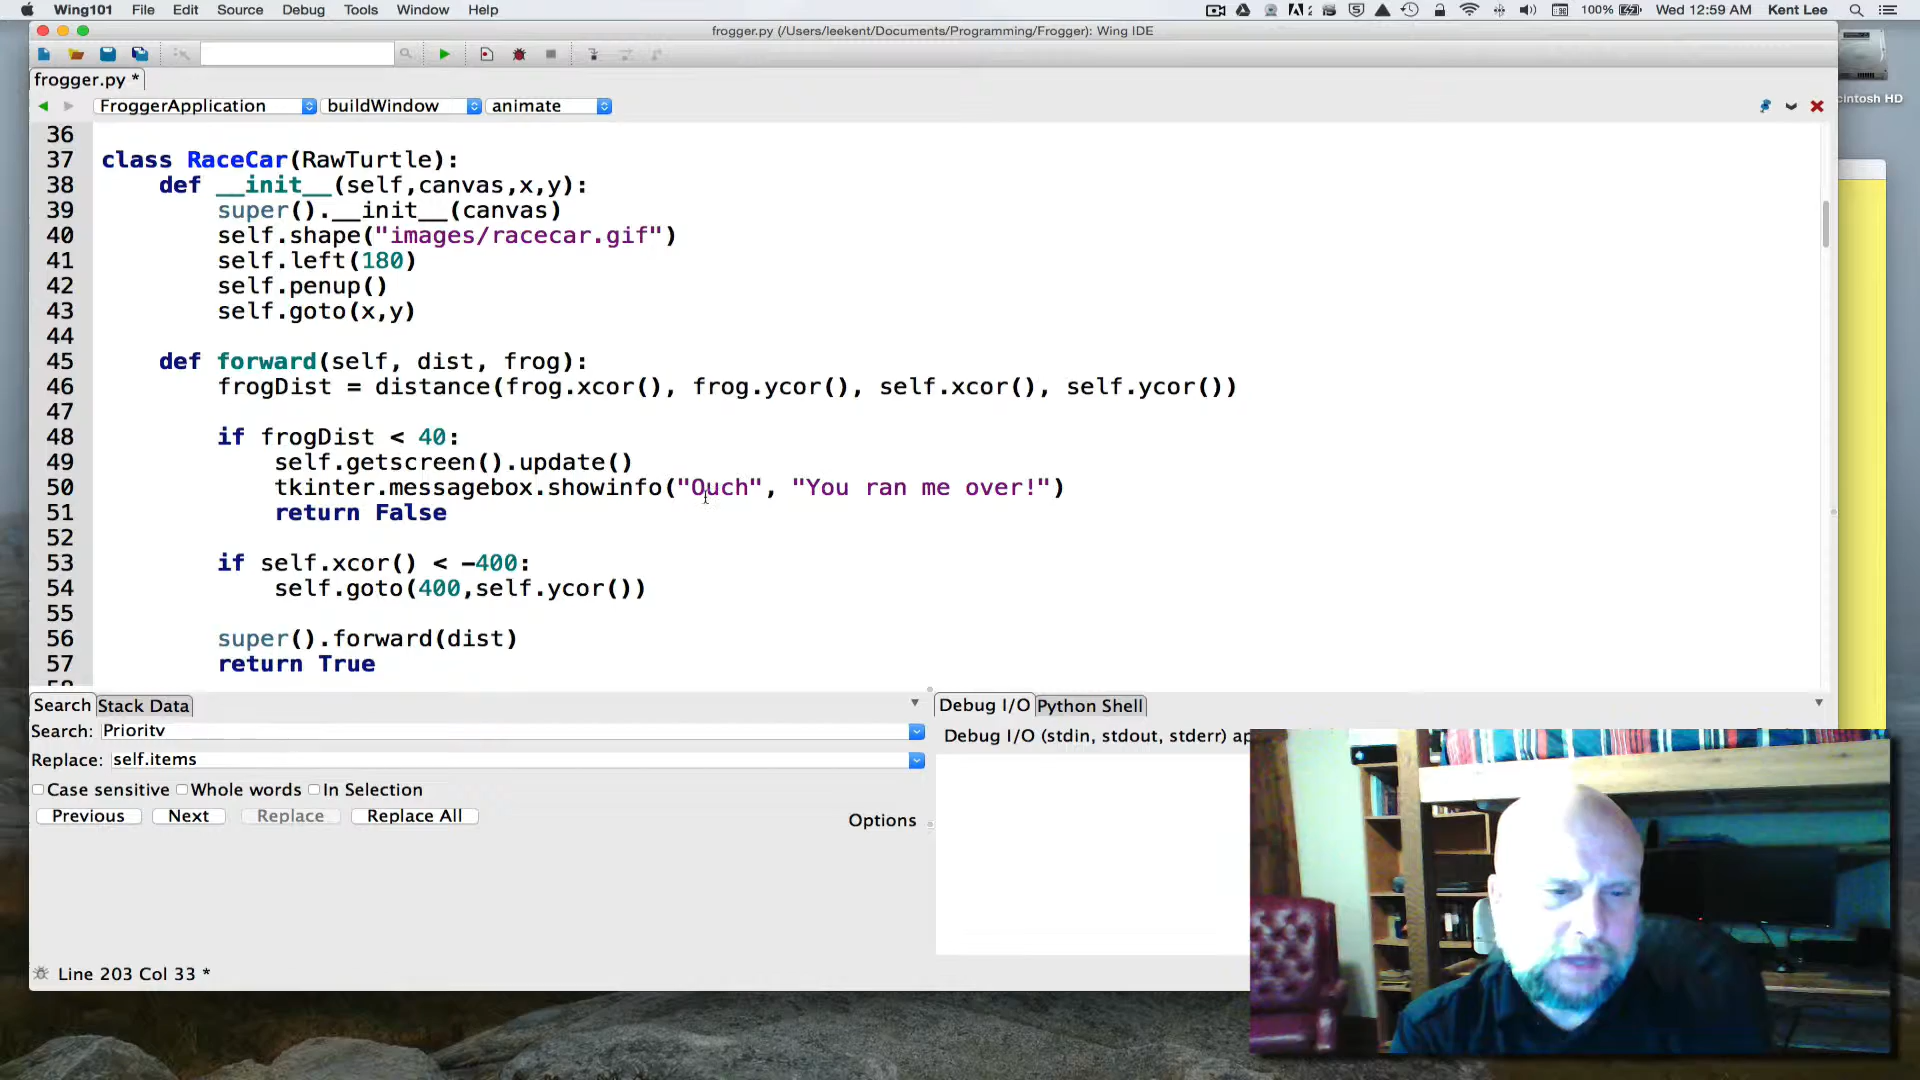 Wing101 File Edit Source Debug Tools Window Help 100% Wed 12:59 AM Kent Lee
frogger.py (/Users/leekent/Documents/Programming/Frogger): Wing IDE
frogger.py *
FroggerApplication buildWindow animate
cintosh HD
36
37 class RaceCar(RawTurtle):
38 def __init__(self,canvas,x,y):
39 super().__init__(canvas)
40 self.shape("images/racecar.gif")
41 self.left(180)
42 self.penup()
43 self.goto(x,y)
44
45 def forward(self, dist, frog):
46 frogDist = distance(frog.xcor(), frog.ycor(), self.xcor(), self.ycor())
47
48 if frogDist < 40:
49 self.getscreen().update()
50 tkinter.messagebox.showinfo("Ouch", "You ran me over!")
51 return False
52
53 if self.xcor() < -400:
54 self.goto(400,self.ycor())
55
56 super().forward(dist)
57 return True
Search Stack Data Debug I/O Python Shell
Search: Prioritv
Debug I/O (stdin, stdout, stderr) ap
Replace: self.items
Case sensitive Whole words In Selection
Previous Next Replace Replace All Options
Line 203 Col 33 *